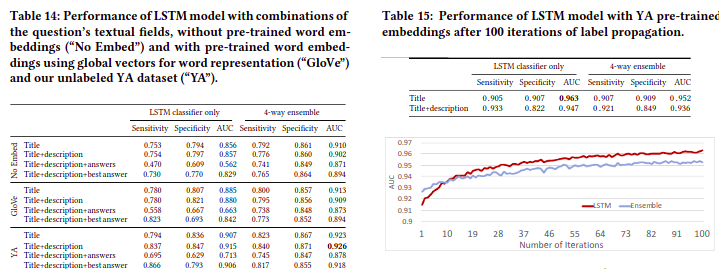 Table 14: Performance of LSTM model with combinations of
the question's textual fields, without pre-trained word em-
beddings ("No Embed") and with pre-trained word embed-
dings using global vectors for word representation ("GloVe")
and our unlabeled YA dataset ("YA").
LSTM classifier only 4-way ensemble
Sensitivity Specificity AUC Sensitivity Specificity AUC
No Embed
Title 0.753 0.794 0.856 0.792 0.861 0.910
Title+description 0.754 0.797 0.857 0.776 0.860 0.902
Title+description+answers 0.470 0.609 0.562 0.741 0.849 0.871
Title+description+best answer 0.730 0.770 0.829 0.765 0.864 0.894
GloVe
Title 0.780 0.807 0.885 0.800 0.857 0.913
Title+description 0.780 0.821 0.880 0.795 0.856 0.909
Title+description+answers 0.558 0.667 0.663 0.738 0.848 0.873
Title+description+best answer 0.823 0.693 0.842 0.773 0.852 0.894
YA
Title 0.794 0.836 0.907 0.823 0.867 0.923
Title+description 0.837 0.847 0.915 0.840 0.871 0.926
Title+description+answers 0.695 0.629 0.713 0.745 0.847 0.878
Title+description+best answer 0.866 0.793 0.906 0.817 0.855 0.918
Table 15: Performance of LSTM model with YA pre-trained
embeddings after 100 iterations of label propagation.
LSTM classifier only 4-way ensemble
Sensitivity Specificity AUC Sensitivity Specificity AUC
Title 0.905 0.907 0.963 0.907 0.909 0.952
Title+description 0.933 0.822 0.947 0.921 0.849 0.936
0.97
0.96
0.95
0.94
0.93
0.92
0.91
0.9
AUC
LSTM Ensemble
1 10 19 28 37 46 55 64 73 82 91 100
Number of Iterations